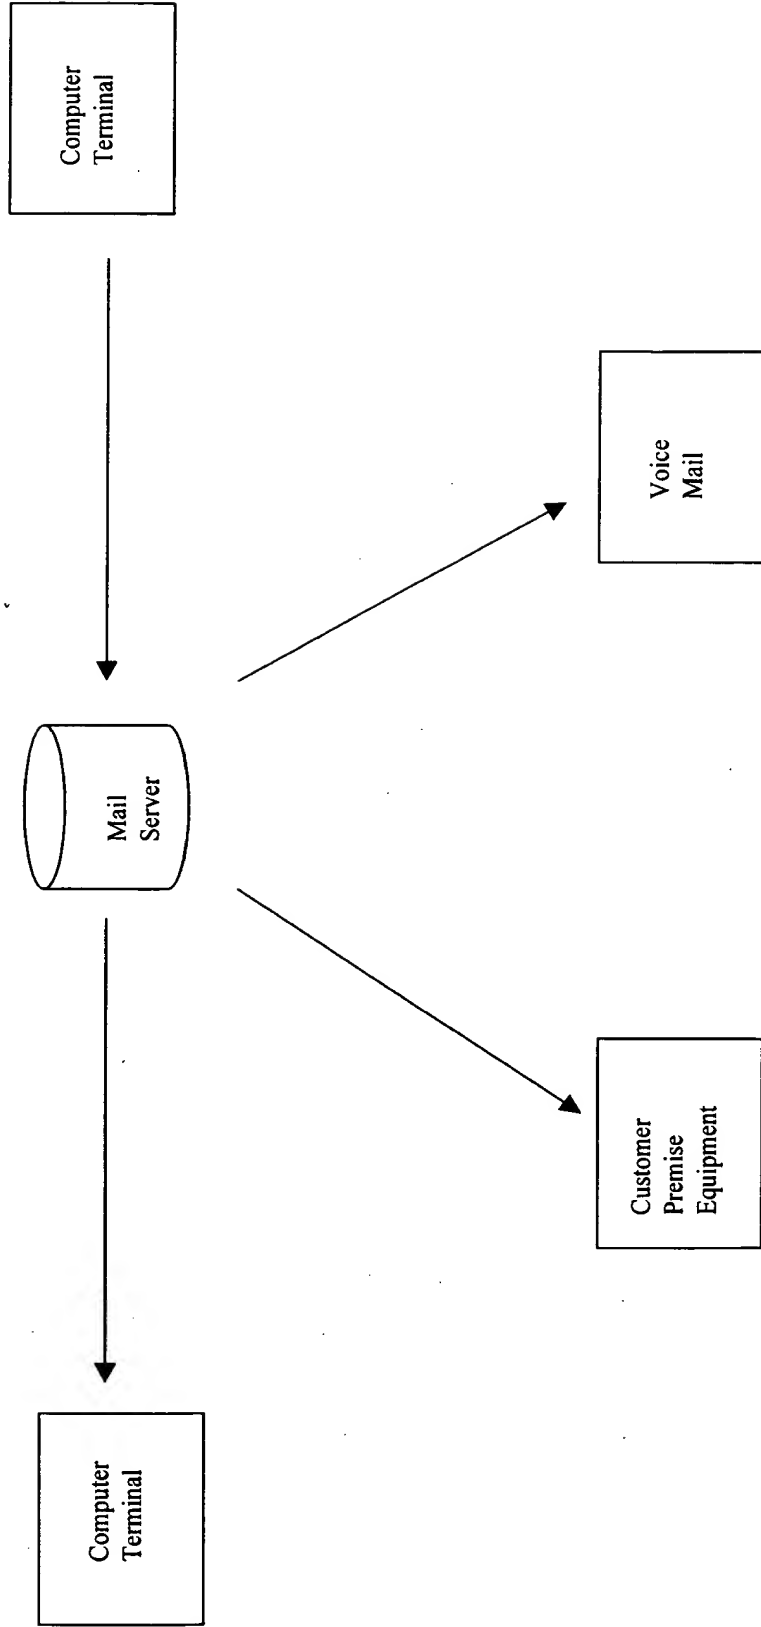 Computer
Terminal
Mail
Server
Computer
Terminal
Customer
Premise
Equipment
Voice
Mail